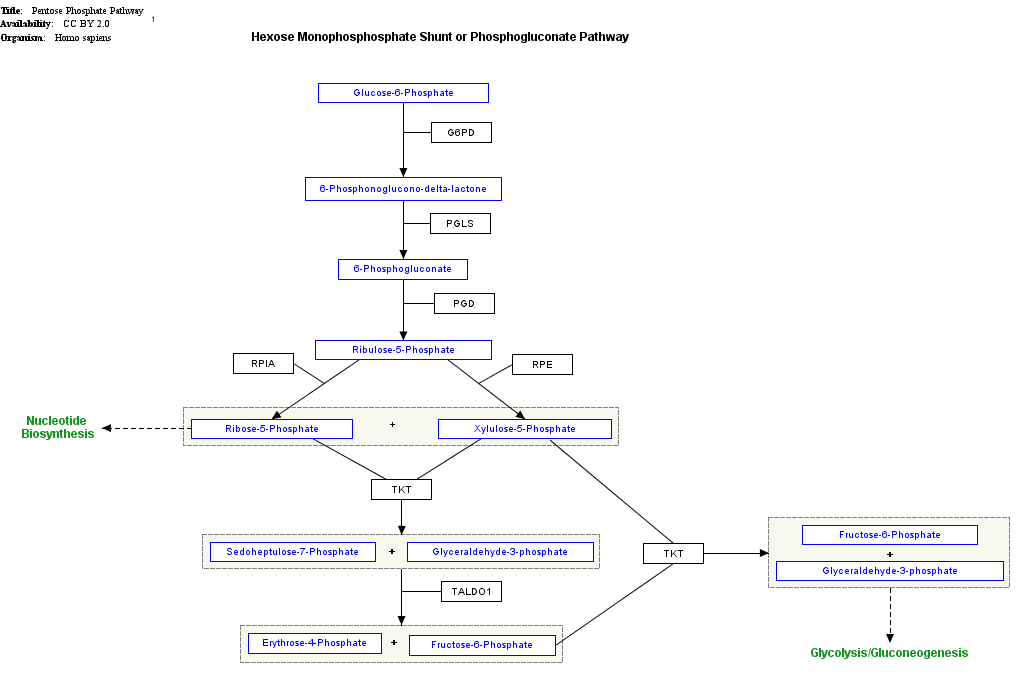 Title: Pentose Phosphate Pathway
Availability: CC BY 2.0
1
Organism: Homo sapiens
Hexose Monophosphosphate Shunt or Phosphogluconate Pathway
Glucose-6-Phosphate
G6PD
6-Phosphonoglucono-delta-lactone
PGLS
6-Phosphogluconate
PGD
Ribulose-5-Phosphate
RPIA
RPE
Nucleotide
Biosynthesis
Ribose-5-Phosphate
+
Xylulose-5-Phosphate
TKT
Sedoheptulose-7-Phosphate
+
Glyceraldehyde-3-phosphate
TKT
Fructose-6-Phosphate
+
Glyceraldehyde-3-phosphate
TALDO1
Erythrose-4-Phosphate
+
Fructose-6-Phosphate
Glycolysis/Gluconeogenesis